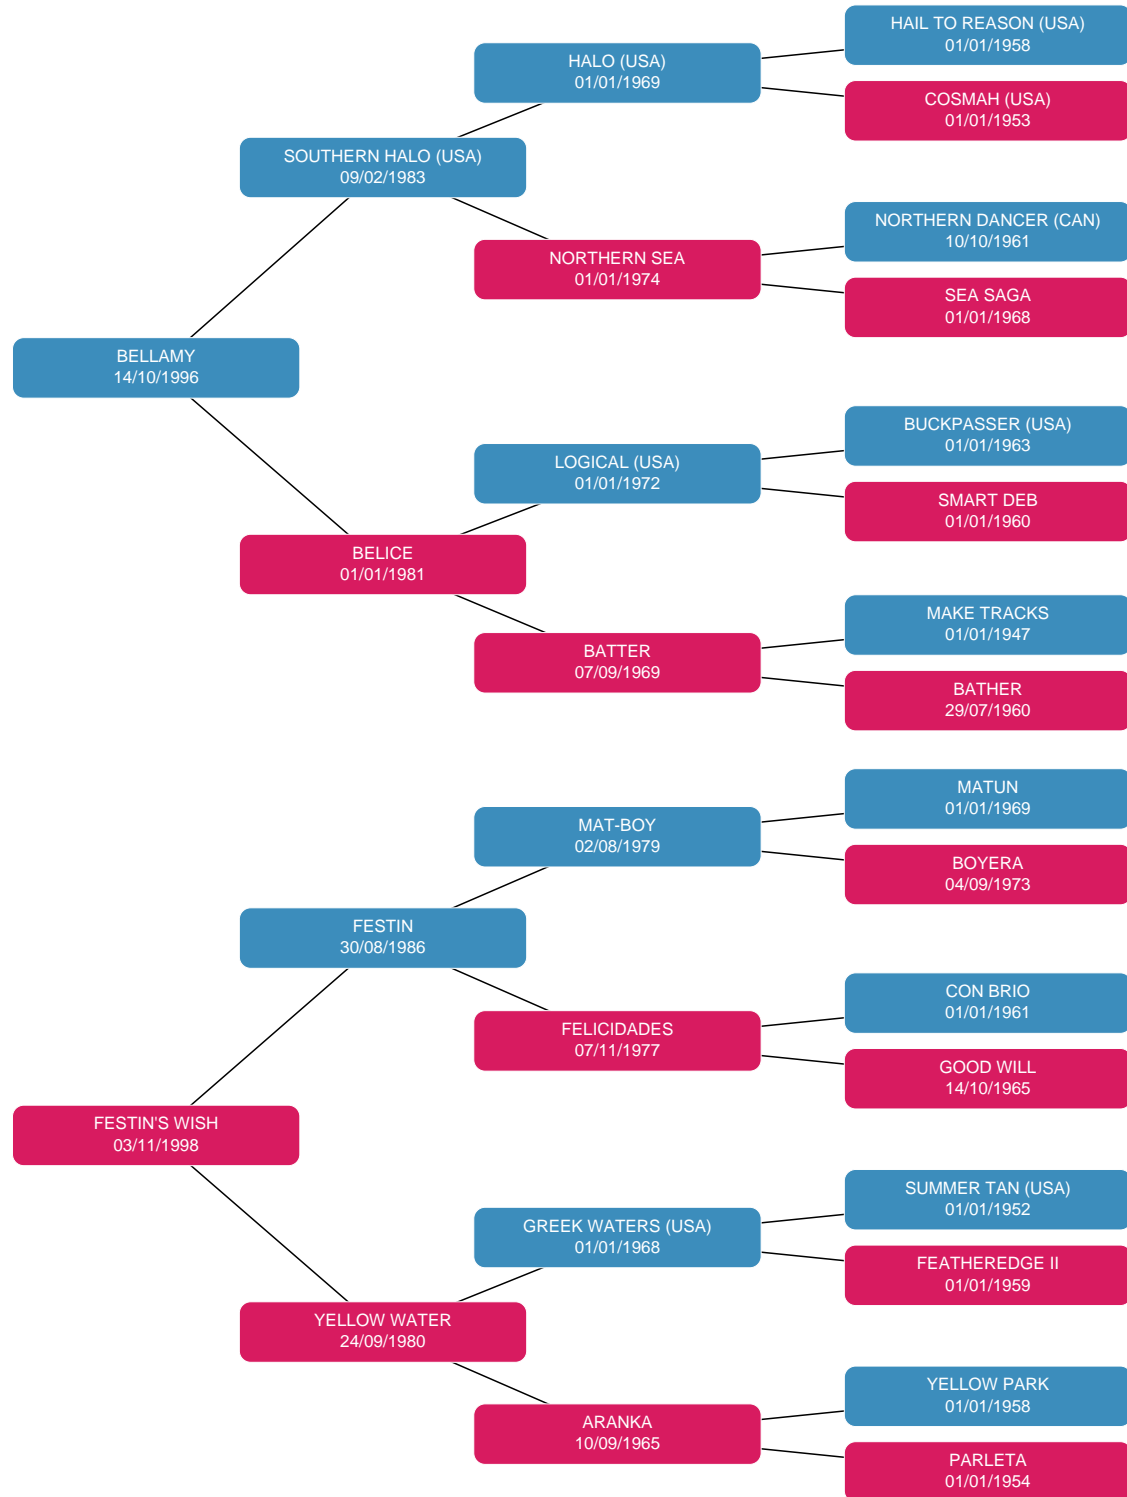 HAIL TO REASON (USA)
01/01/1958
HALO (USA)
01/01/1969
COSMAH (USA)
01/01/1953
SOUTHERN HALO (USA)
09/02/1983
NORTHERN DANCER (CAN)
10/10/1961
NORTHERN SEA
01/01/1974
SEA SAGA
01/01/1968
BELLAMY
14/10/1996
BUCKPASSER (USA)
01/01/1963
LOGICAL (USA)
01/01/1972
SMART DEB
01/01/1960
BELICE
01/01/1981
MAKE TRACKS
01/01/1947
BATTER
07/09/1969
BATHER
29/07/1960
MATUN
01/01/1969
MAT-BOY
02/08/1979
BOYERA
04/09/1973
FESTIN
30/08/1986
CON BRIO
01/01/1961
FELICIDADES
07/11/1977
GOOD WILL
14/10/1965
FESTIN'S WISH
03/11/1998
SUMMER TAN (USA)
01/01/1952
GREEK WATERS (USA)
01/01/1968
FEATHEREDGE II
01/01/1959
YELLOW WATER
24/09/1980
YELLOW PARK
01/01/1958
ARANKA
10/09/1965
PARLETA
01/01/1954